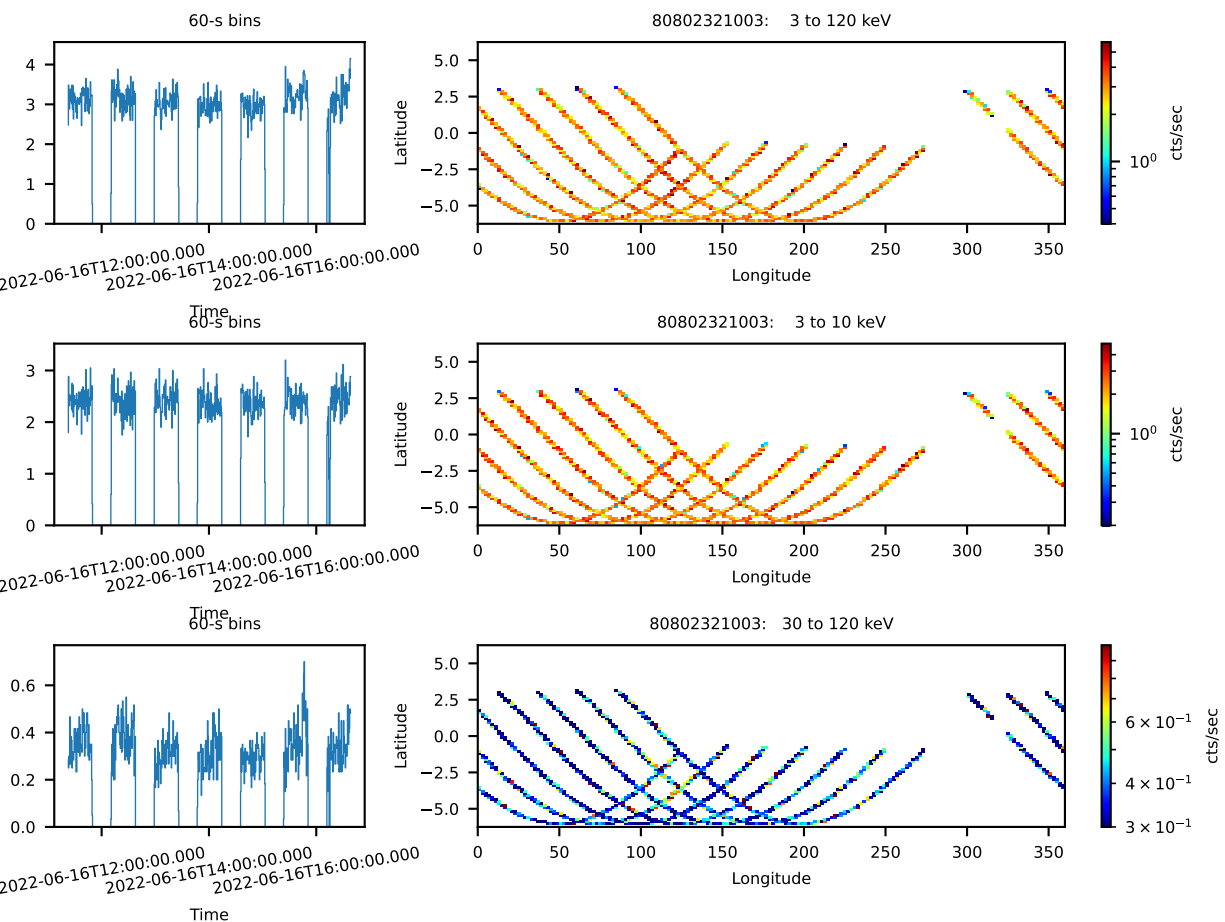 60-s bins
80802321003: 3 to 120 keV
4
3
2
1
0
2022-06-16T12:00:00.000
2022-06-16T14:00:00.000
2022-06-16T16:00:00.000
Time
Latitude
5.0
2.5
0.0
−2.5
−5.0
0 50 100 150 200 250 300 350
Longitude
10⁰
cts/sec
60-s bins
80802321003: 3 to 10 keV
3
2
1
0
2022-06-16T12:00:00.000
2022-06-16T14:00:00.000
2022-06-16T16:00:00.000
Time
Latitude
5.0
2.5
0.0
−2.5
−5.0
0 50 100 150 200 250 300 350
Longitude
10⁰
cts/sec
60-s bins
80802321003: 30 to 120 keV
0.6
0.4
0.2
0.0
2022-06-16T12:00:00.000
2022-06-16T14:00:00.000
2022-06-16T16:00:00.000
Time
Latitude
5.0
2.5
0.0
−2.5
−5.0
0 50 100 150 200 250 300 350
Longitude
6 × 10⁻¹
4 × 10⁻¹
3 × 10⁻¹
cts/sec